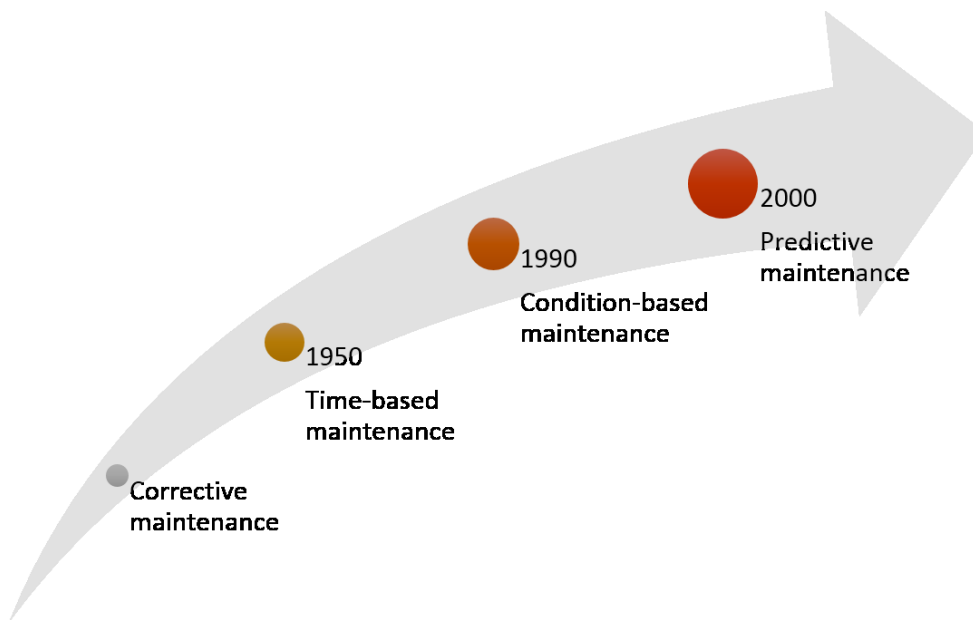 Corrective
maintenance
1950
Time-based
maintenance
1990
Condition-based
maintenance
2000
Predictive
maintenance